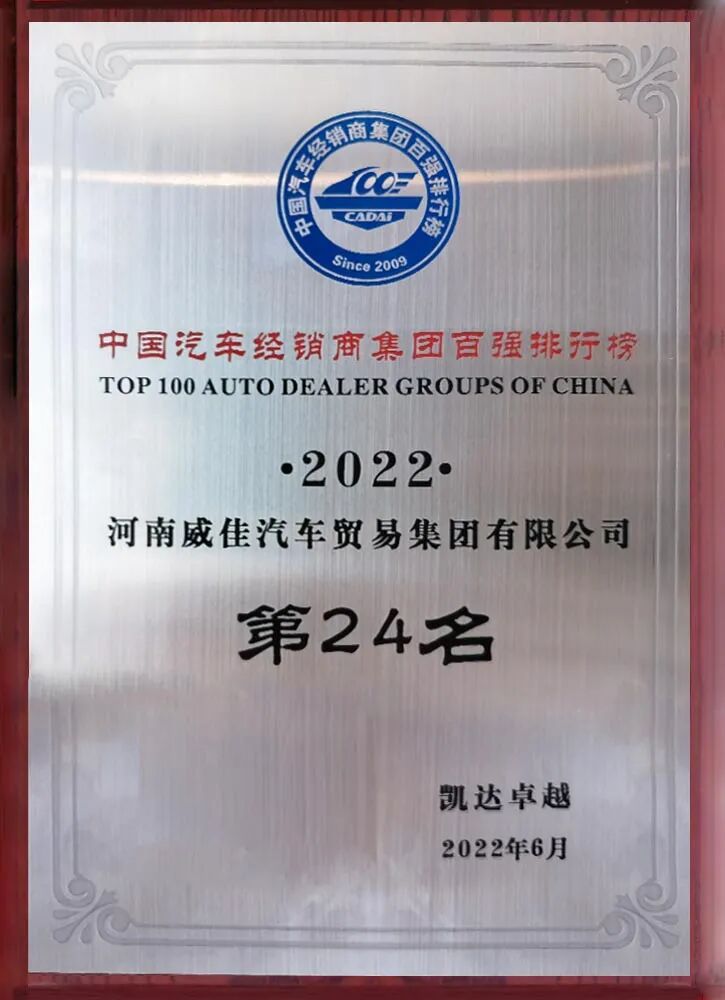 中国汽车经销商集团百强排行榜
CADAi
Since 2009
中国汽车经销商集团百强排行榜
TOP 100 AUTO DEALER GROUPS OF CHINA
·2022·
河南威佳汽车贸易集团有限公司
第24名
凯达卓越
2022年6月